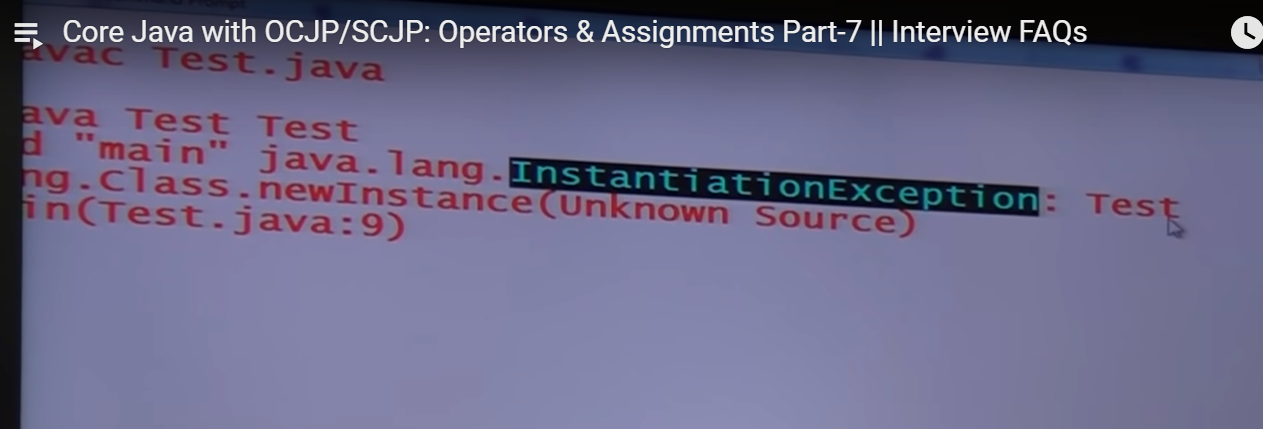 Core Java with OCJP/SCJP: Operators & Assignments Part-7 || Interview FAQs
avac Test.java
ava Test Test
d "main" java.lang.InstantiationException: Test
ng.Class.newInstance(Unknown Source)
in(Test.java:9)